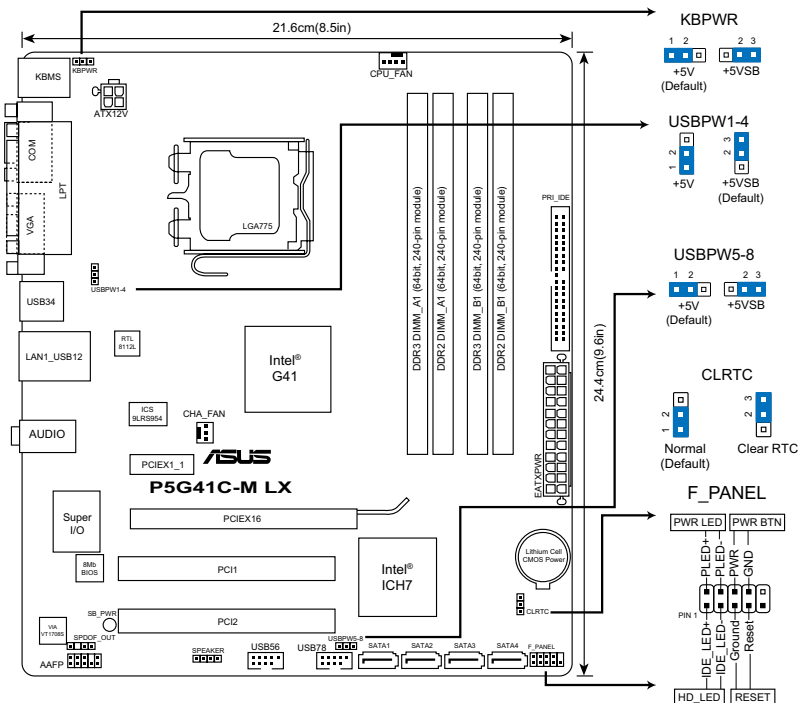 21.6cm(8.5in)
KBMS
KBPWR
ATX12V
CPU_FAN
COM
LPT
VGA
LGA775
USBPW1-4
USB34
LAN1_USB12
RTL
8112L
Intel®
G41
ICS
9LRS954
CHA_FAN
AUDIO
PCIEX1_1
ASUS
P5G41C-M LX
DDR3 DIMM_A1 (64bit, 240-pin module)
DDR2 DIMM_A1 (64bit, 240-pin module)
DDR3 DIMM_B1 (64bit, 240-pin module)
DDR2 DIMM_B1 (64bit, 240-pin module)
PRI_IDE
24.4cm(9.6in)
EATXPWR
Super
I/O
PCIEX16
8Mb
BIOS
PCI1
Intel®
ICH7
Lithium Cell
CMOS Power
CLRTC
VIA
VT1708S
SB_PWR
PCI2
SPDOF_OUT
AAFP
SPEAKER
USB56
USB78
USBPW5-8
SATA1
SATA2
SATA3
SATA4
F_PANEL
KBPWR
1 2
2 3
+5V
(Default)
+5VSB
USBPW1-4
1 2
2 3
+5V
+5VSB
(Default)
USBPW5-8
1 2
2 3
+5V
(Default)
+5VSB
CLRTC
1 2
2 3
Normal
(Default)
Clear RTC
F_PANEL
PWR LED
PWR BTN
PLED+
PLED-
PWR
GND
PIN 1
IDE_LED+
IDE_LED-
Ground
Reset
HD_LED
RESET